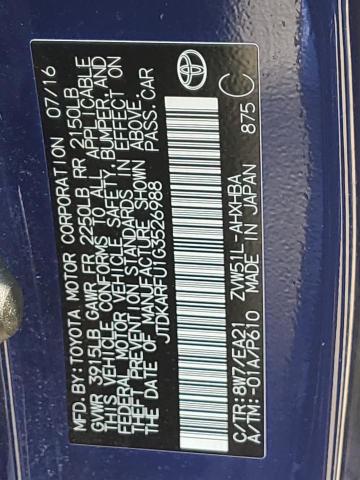 MFD. BY: TOYOTA MOTOR CORPORATION 07/16
GVWR 3915LB GAWR FR 2250LB RR 2150LB
THIS VEHICLE CONFORMS TO ALL APPLICABLE
FEDERAL MOTOR VEHICLE SAFETY, BUMPER, AND
THEFT PREVENTION STANDARDS IN EFFECT ON
THE DATE OF MANUFACTURE SHOWN ABOVE.
JTDKARFU1G3526988 PASS. CAR
C/TR: 8W7/EA21 ZVW51L-AHXHBA
A/TM: -01A/P610 MADE IN JAPAN 875 C